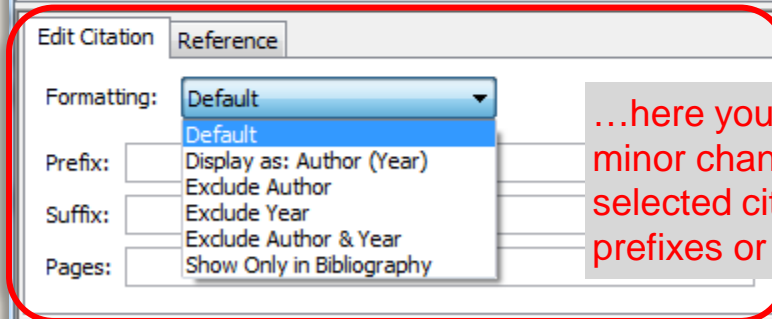 Edit Citation Reference
Formatting: Default
Default
Display as: Author (Year)
Exclude Author
Exclude Year
Exclude Author & Year
Show Only in Bibliography
Prefix:
Suffix:
Pages:
…here you
minor chan
selected ci
prefixes or